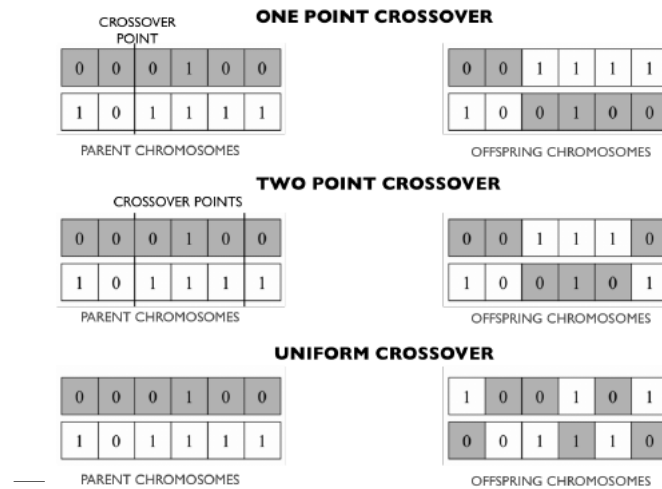 ONE POINT CROSSOVER
CROSSOVER
POINT
0 0 0 1 0 0
1 0 1 1 1 1
PARENT CHROMOSOMES
0 0 1 1 1 1
1 0 0 1 0 0
OFFSPRING CHROMOSOMES
TWO POINT CROSSOVER
CROSSOVER POINTS
0 0 0 1 0 0
1 0 1 1 1 1
PARENT CHROMOSOMES
0 0 1 1 1 0
1 0 0 1 0 1
OFFSPRING CHROMOSOMES
UNIFORM CROSSOVER
0 0 0 1 0 0
1 0 1 1 1 1
PARENT CHROMOSOMES
1 0 0 1 0 1
0 0 1 1 1 0
OFFSPRING CHROMOSOMES